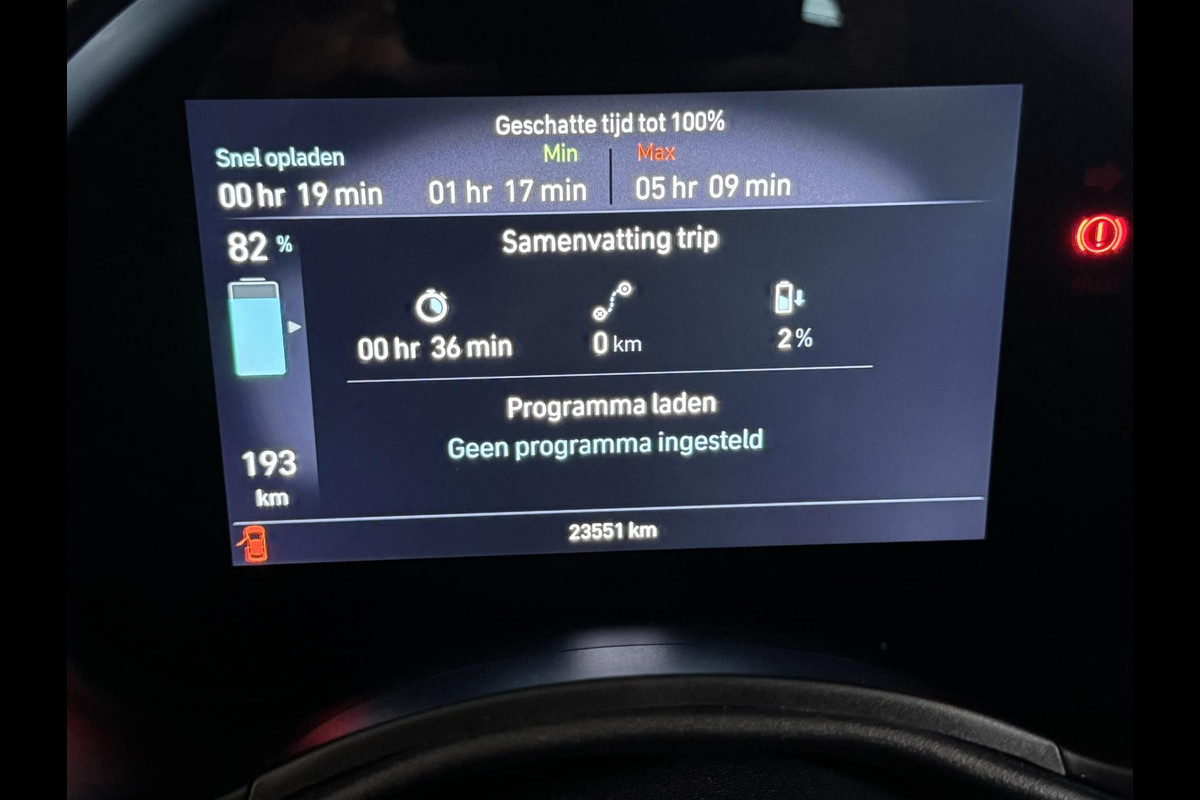 Geschatte tijd tot 100%
Snel opladen Min Max
00 hr 19 min 01 hr 17 min 05 hr 09 min
82 %
Samenvatting trip
00 hr 36 min 0 km 2 %
Programma laden
Geen programma ingesteld
193
km
23551 km